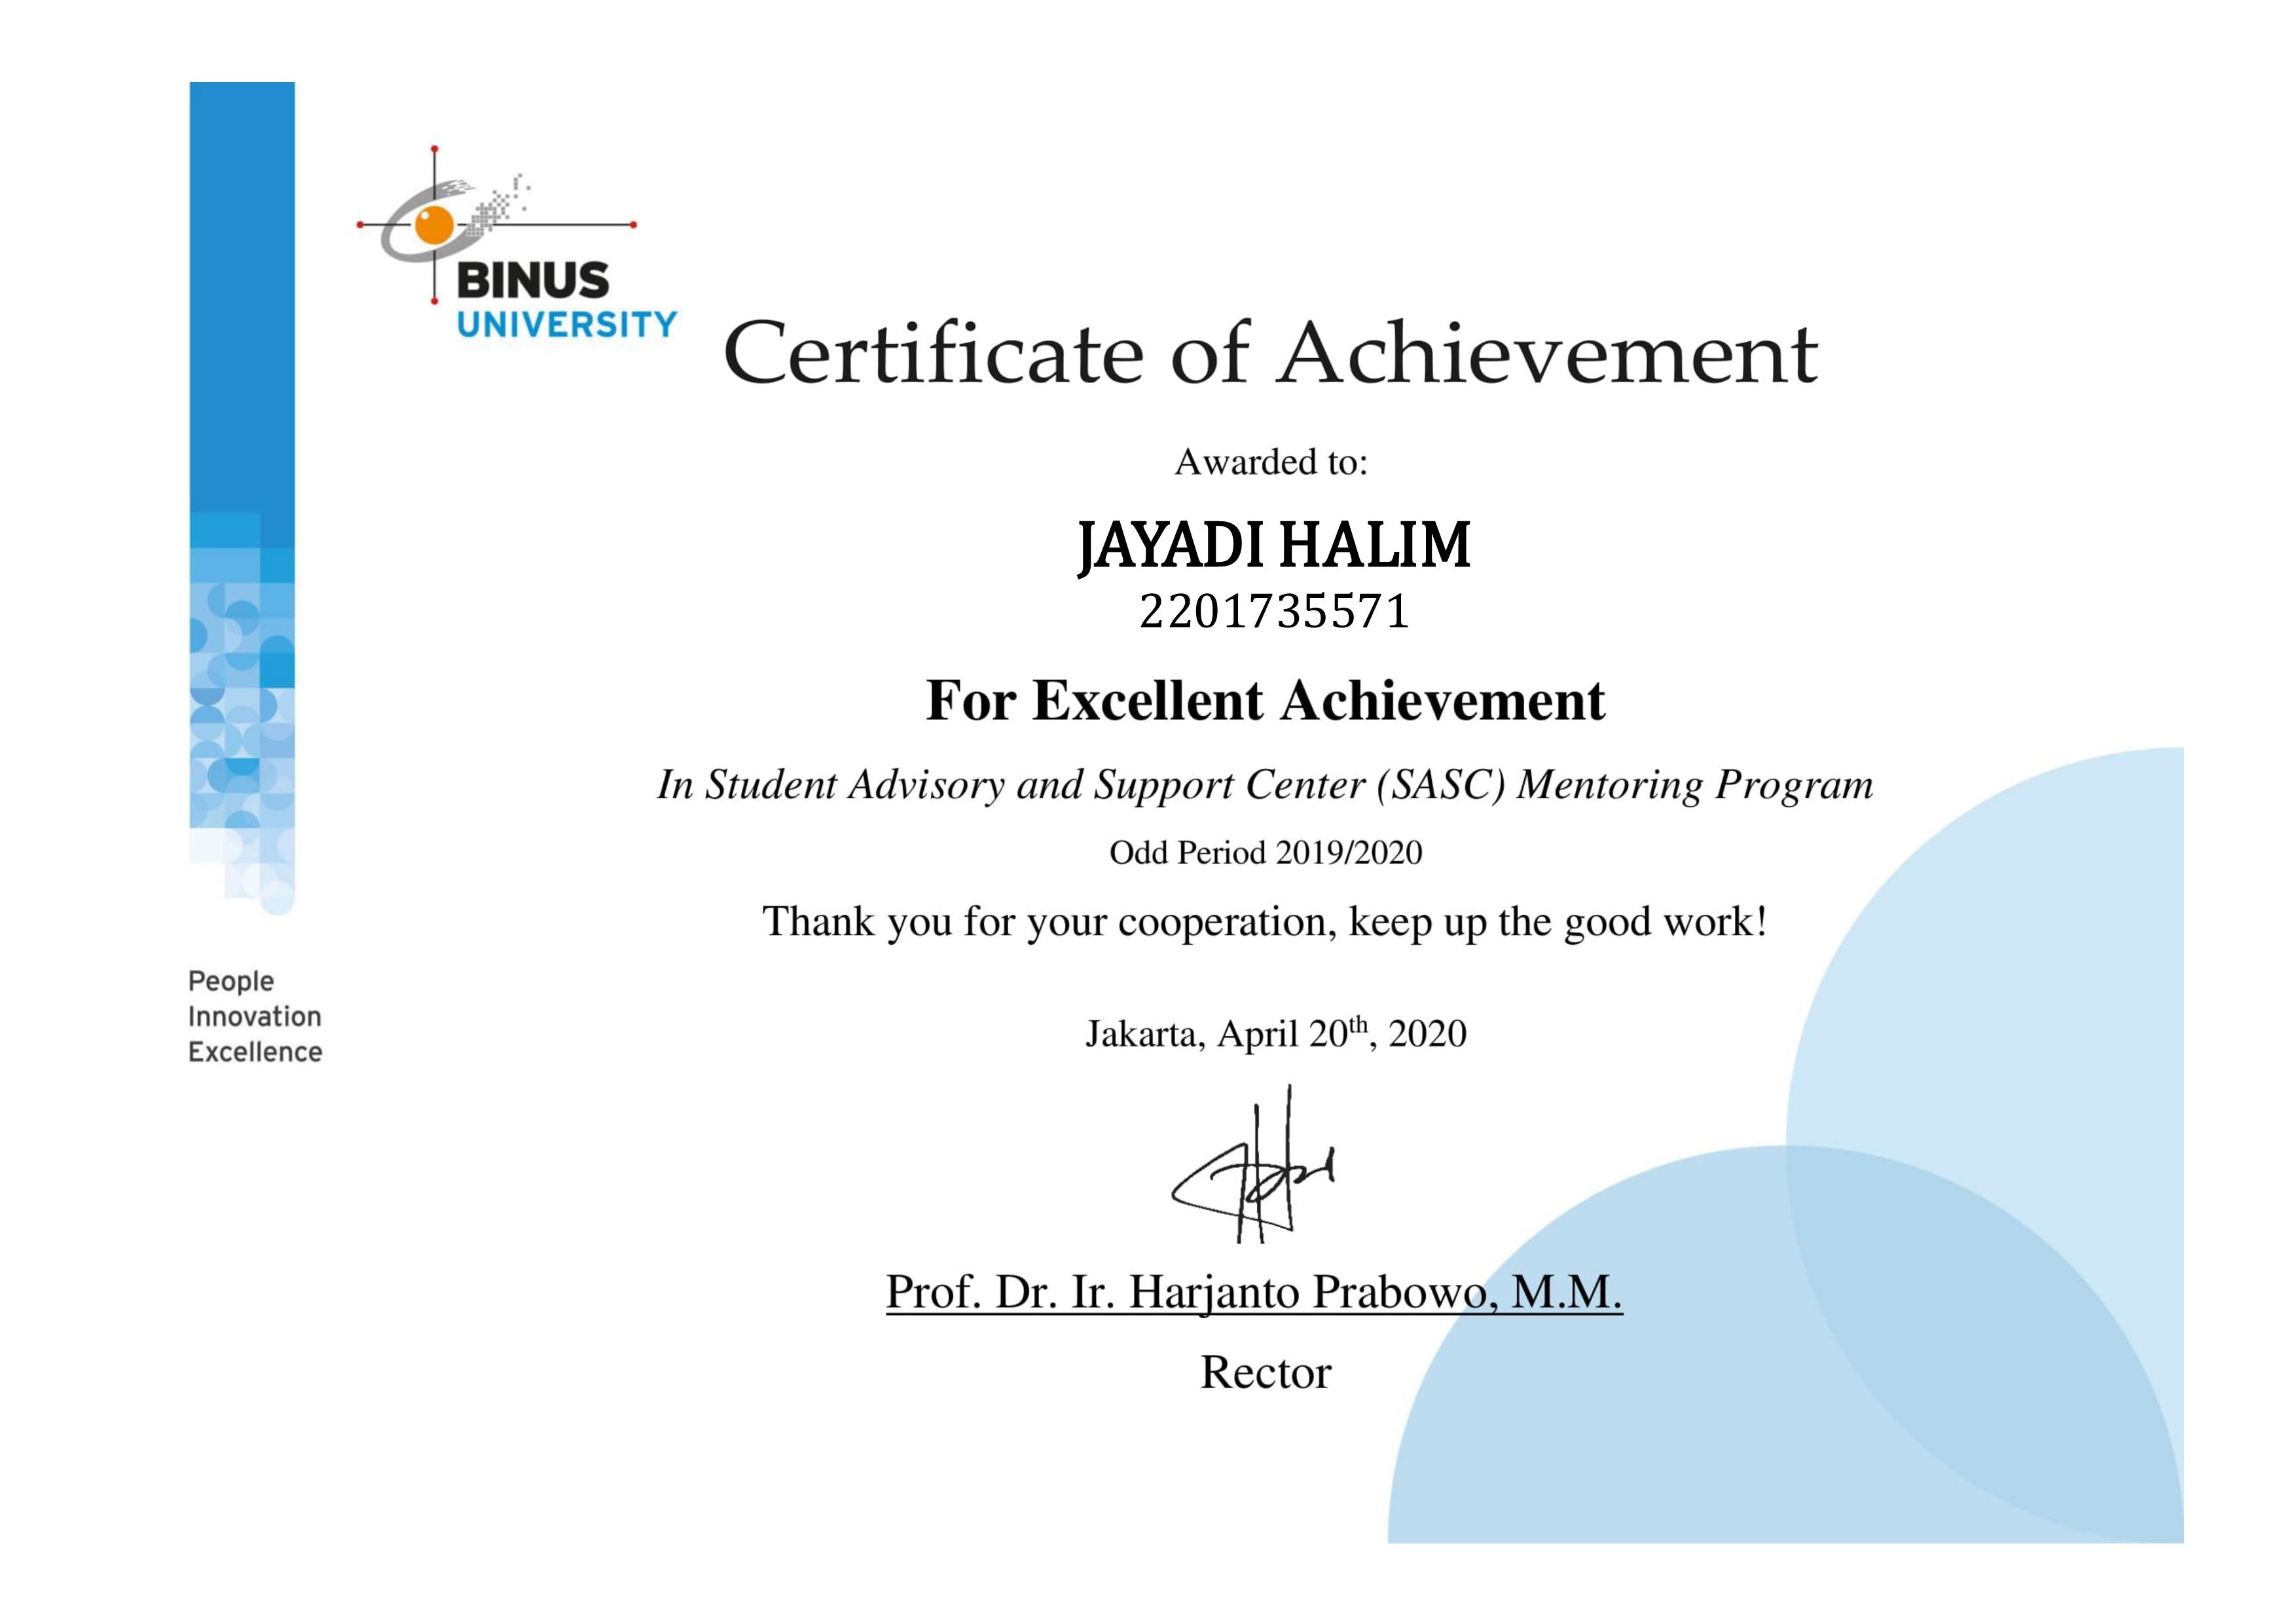 BINUS
UNIVERSITY
Certificate of Achievement
Awarded to:
JAYADI HALIM
2201735571
For Excellent Achievement
In Student Advisory and Support Center (SASC) Mentoring Program
Odd Period 2019/2020
Thank you for your cooperation, keep up the good work!
People
Innovation
Excellence
Jakarta, April 20th, 2020
Prof. Dr. Ir. Harjanto Prabowo, M.M.
Rector